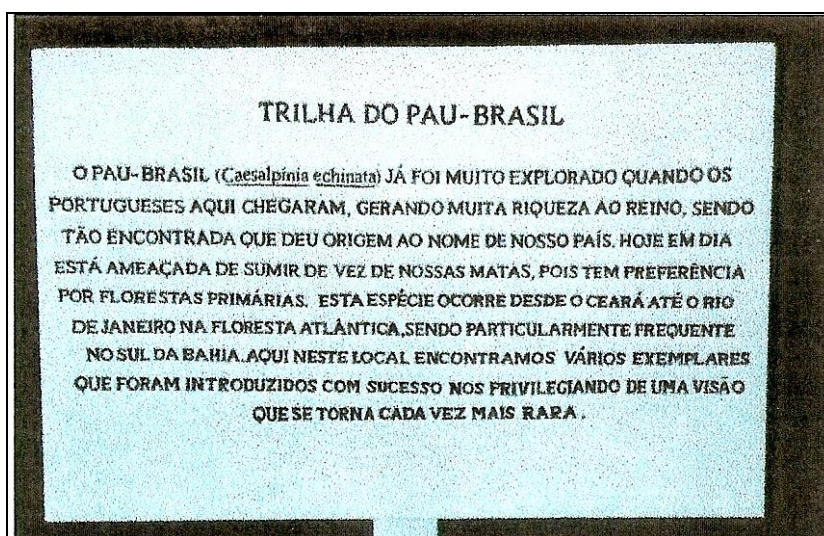 TRILHA DO PAU-BRASIL
O PAU-BRASIL (Caesalpinia echinata) JÁ FOI MUITO EXPLORADO QUANDO OS
PORTUGUESES AQUI CHEGARAM, GERANDO MUITA RIQUEZA AO REINO, SENDO
TÃO ENCONTRADA QUE DEU ORIGEM AO NOME DE NOSSO PAÍS. HOJE EM DIA
ESTÁ AMEAÇADA DE SUMIR DE VEZ DE NOSSAS MATAS, POIS TEM PREFERÊNCIA
POR FLORESTAS PRIMÁRIAS. ESTA ESPÉCIE OCORRE DESDE O CEARÁ ATÉ O RIO
DE JANEIRO NA FLORESTA ATLÂNTICA, SENDO PARTICULARMENTE FREQUENTE
NO SUL DA BAHIA. AQUI NESTE LOCAL ENCONTRAMOS VÁRIOS EXEMPLARES
QUE FORAM INTRODUZIDOS COM SUCESSO NOS PRIVILEGIANDO DE UMA VISÃO
QUE SE TORNA CADA VEZ MAIS RARA.